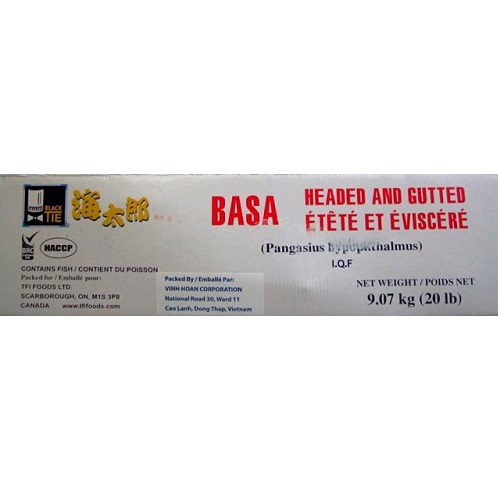 BLACK
TIE
海太郎
BRC
HACCP
CONTAINS FISH / CONTIENT DU POISSON
Packed for / Emballé pour:
TFI FOODS LTD.
SCARBOROUGH, ON, M1S 3P8
CANADA www.tfifoods.com
Packed By / Emballé Par:
VINH HOAN CORPORATION
National Road 30, Ward 11
Cao Lanh, Dong Thap, Vietnam
BASA
HEADED AND GUTTED
ÉTÊTÉ ET ÉVISCÉRÉ
(Pangasius hypophthalmus)
I.Q.F
NET WEIGHT / POIDS NET
9.07 kg (20 lb)